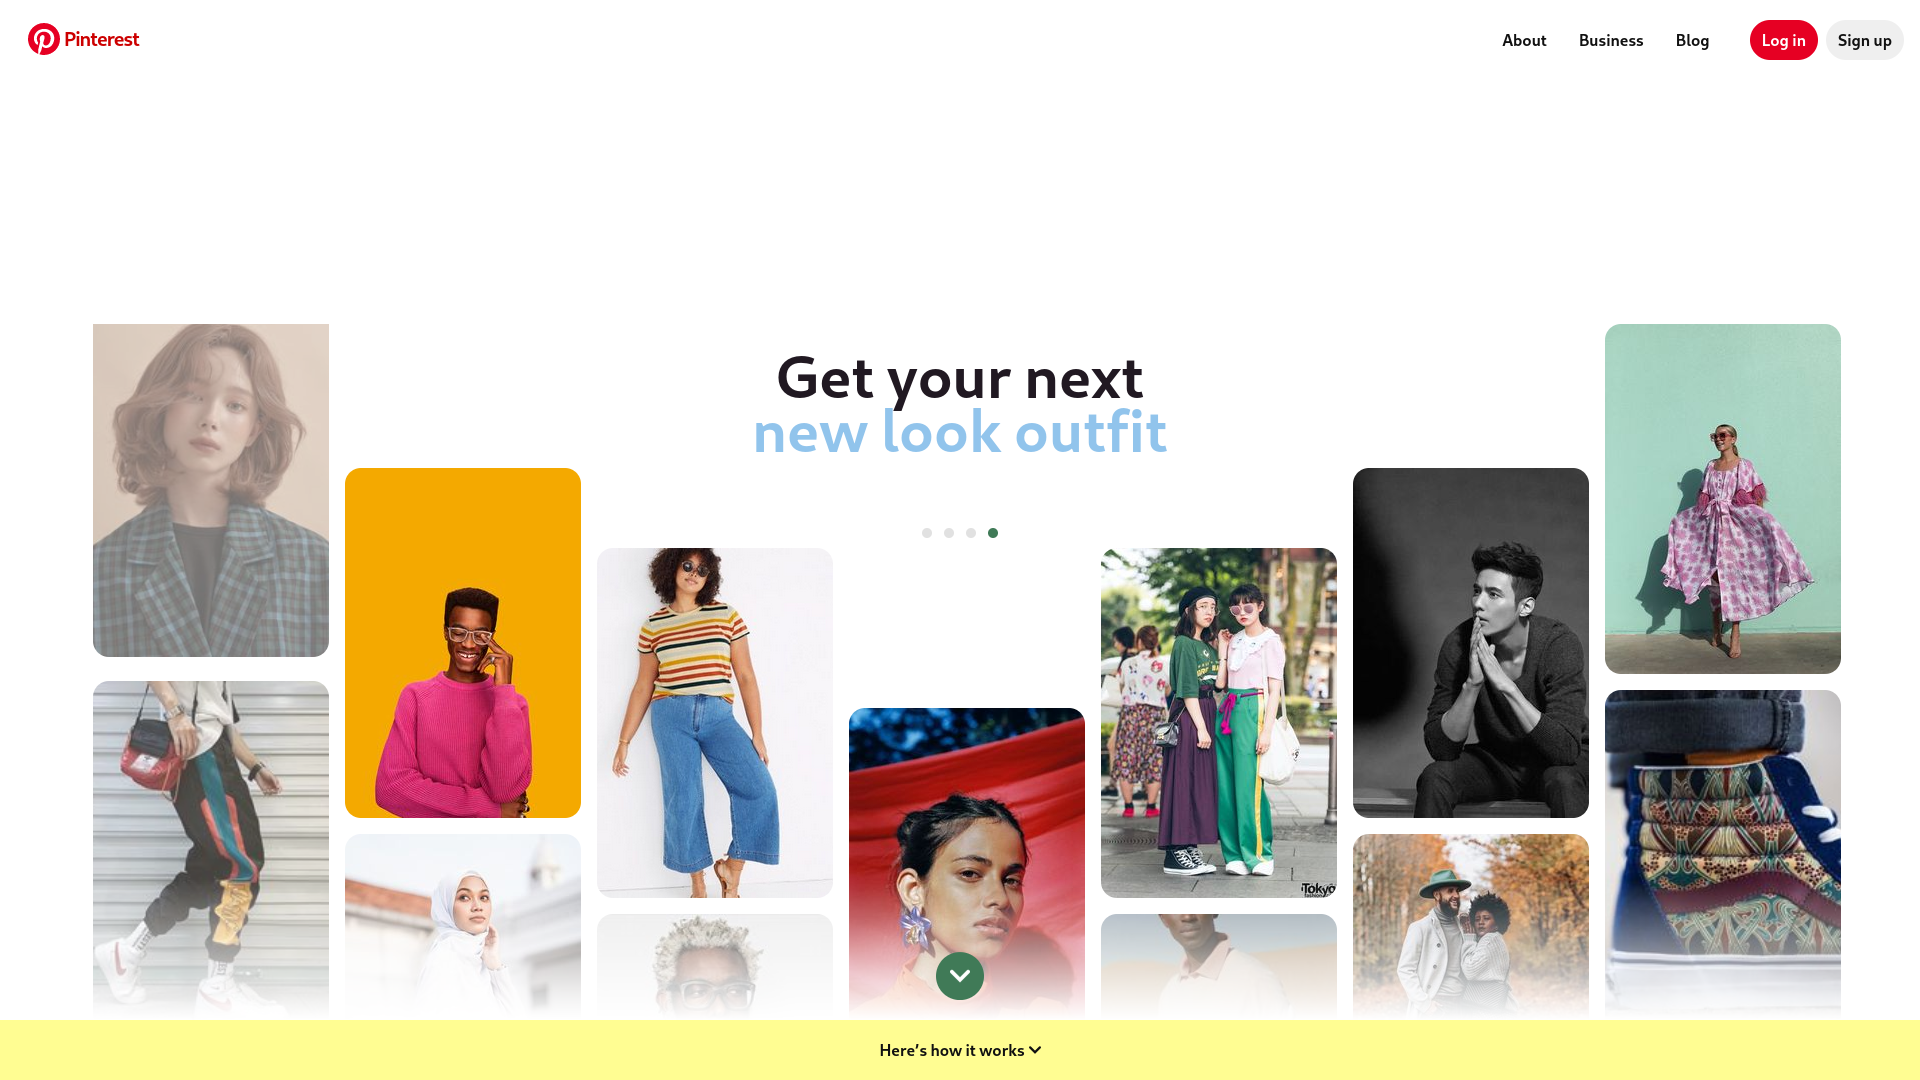 Pinterest
About
Business
Blog
Log in
Sign up
Get your next
new look outfit
Tokyo
Here's how it works